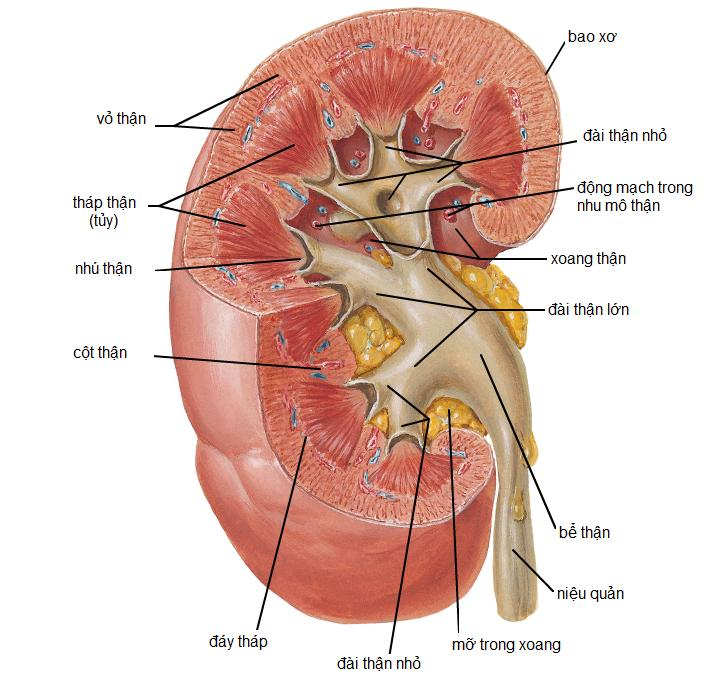 bao xơ
vỏ thận
đài thận nhỏ
động mạch trong
nhu mô thận
tháp thận
(tủy)
xoang thận
nhú thận
đài thận lớn
cột thận
bể thận
niệu quản
đáy tháp
mỡ trong xoang
đài thận nhỏ